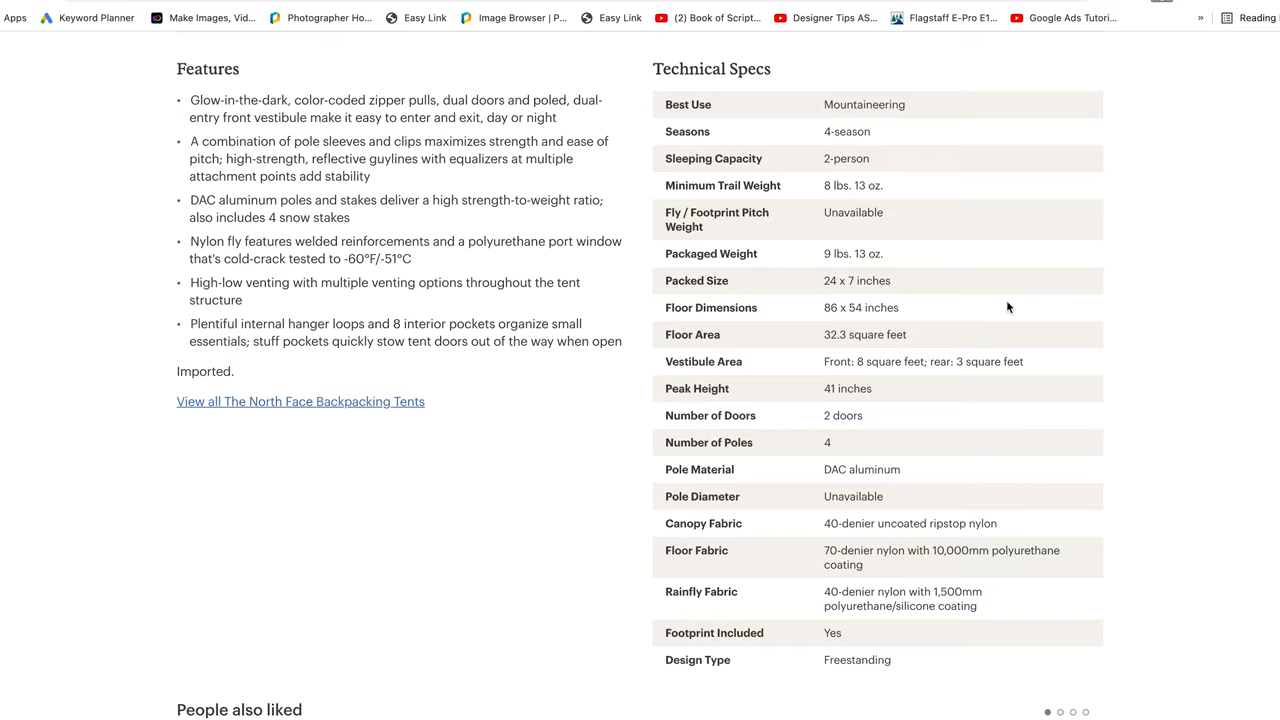 Apps Keyword Planner Make Images, Vid... Photographer Ho... Easy Link Image Browser | P... Easy Link (2) Book of Script... Designer Tips AS... Flagstaff E-Pro E1... Google Ads Tutori... » Reading
Features
• Glow-in-the-dark, color-coded zipper pulls, dual doors and poled, dual-
entry front vestibule make it easy to enter and exit, day or night
• A combination of pole sleeves and clips maximizes strength and ease of
pitch; high-strength, reflective guylines with equalizers at multiple
attachment points add stability
• DAC aluminum poles and stakes deliver a high strength-to-weight ratio;
also includes 4 snow stakes
• Nylon fly features welded reinforcements and a polyurethane port window
that's cold-crack tested to -60°F/-51°C
• High-low venting with multiple venting options throughout the tent
structure
• Plentiful internal hanger loops and 8 interior pockets organize small
essentials; stuff pockets quickly stow tent doors out of the way when open
Imported.
View all The North Face Backpacking Tents
Technical Specs
Best Use Mountaineering
Seasons 4-season
Sleeping Capacity 2-person
Minimum Trail Weight 8 lbs. 13 oz.
Fly / Footprint Pitch Unavailable
Weight
Packaged Weight 9 lbs. 13 oz.
Packed Size 24 x 7 inches
Floor Dimensions 86 x 54 inches
Floor Area 32.3 square feet
Vestibule Area Front: 8 square feet; rear: 3 square feet
Peak Height 41 inches
Number of Doors 2 doors
Number of Poles 4
Pole Material DAC aluminum
Pole Diameter Unavailable
Canopy Fabric 40-denier uncoated ripstop nylon
Floor Fabric 70-denier nylon with 10,000mm polyurethane
coating
Rainfly Fabric 40-denier nylon with 1,500mm
polyurethane/silicone coating
Footprint Included Yes
Design Type Freestanding
People also liked